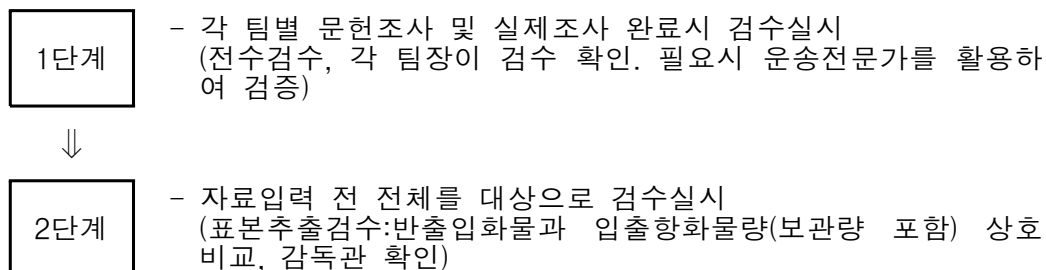 1단계
- 각 팀별 문헌조사 및 실제조사 완료시 검수실시
(전수검수, 각 팀장이 검수 확인. 필요시 운송전문가를 활용하
여 검증)
⇓
2단계
- 자료입력 전 전체를 대상으로 검수실시
(표본추출검수:반출입화물과 입출항화물량(보관량 포함) 상호
비교, 감독관 확인)